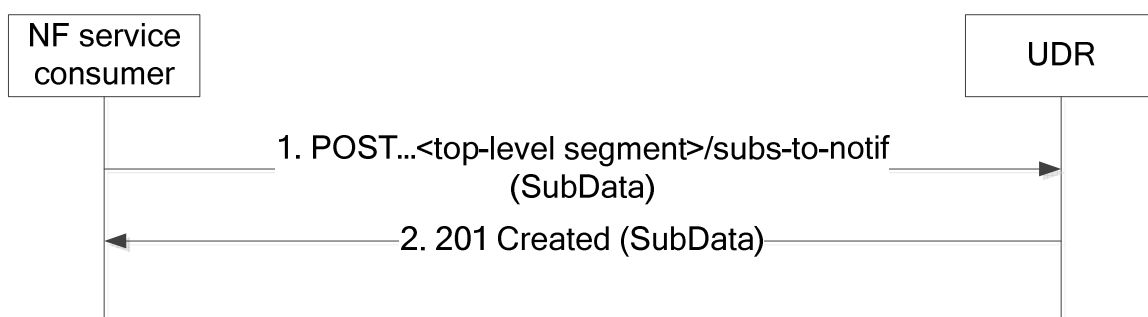 NF service
consumer
UDR
1. POST...<top-level segment>/subs-to-notif
(SubData)
2. 201 Created (SubData)